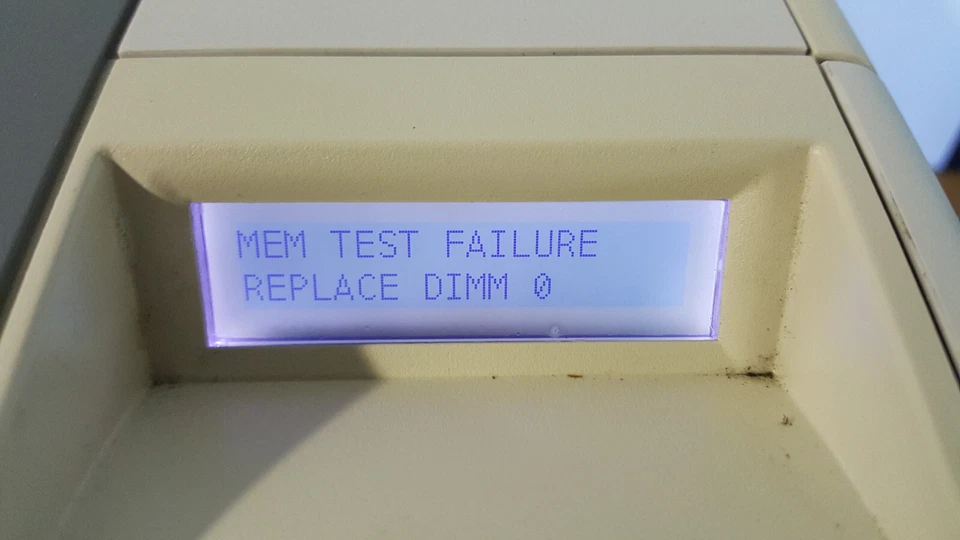 MEM TEST FAILURE
REPLACE DIMM 0